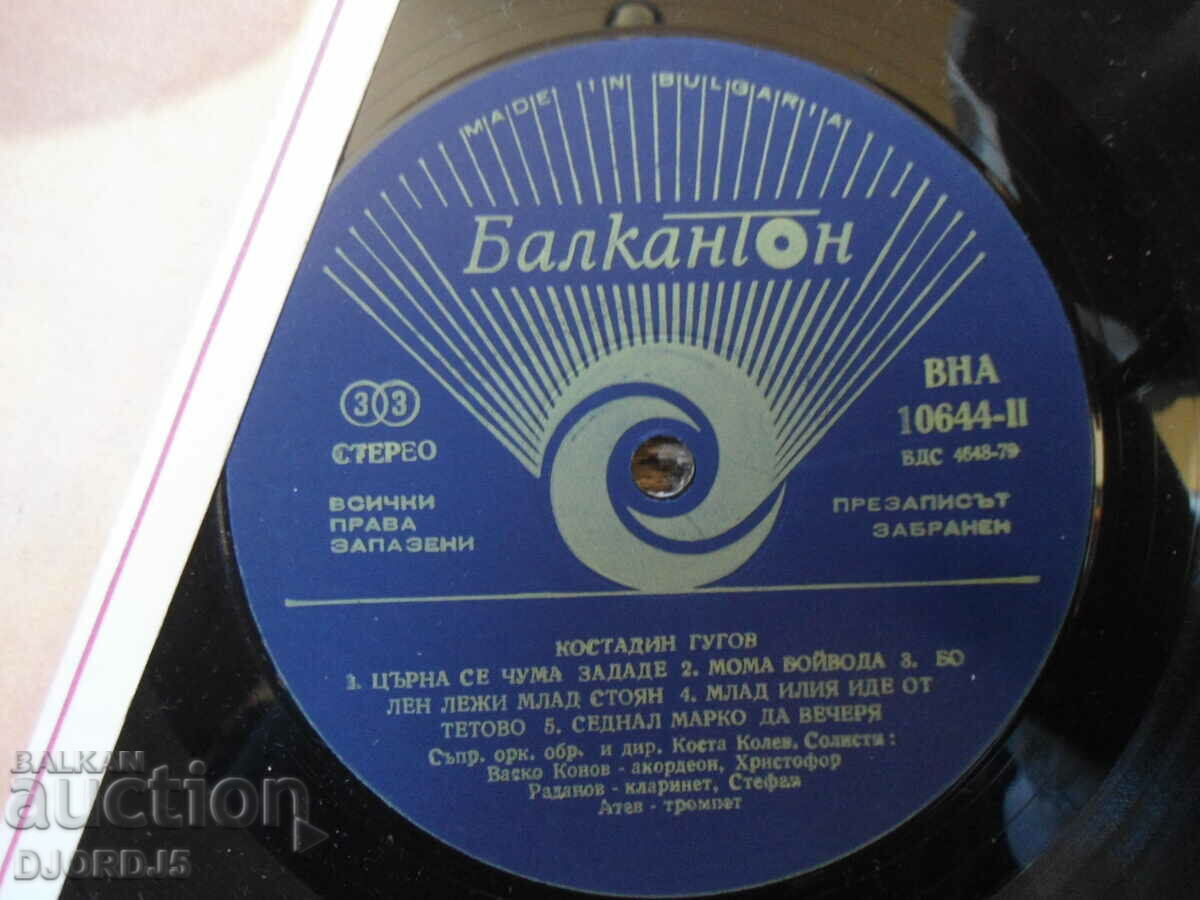 MADE IN BULGARIA
Балкантон
33
СТЕРЕО
ВСИЧКИ
ПРАВА
ЗАПАЗЕНИ
ВНА
10644-II
БДС 4648-79
ПРЕЗАПИСЪТ
ЗАБРАНЕН
КОСТАДИН ГУГОВ
1. ЦЪРНА СЕ ЧУМА ЗАДАДЕ 2. МОМА ВОЙВОДА 3. БО
ЛЕН ЛЕЖИ МЛАД СТОЯН 4. МЛАД ИЛИЯ ИДЕ ОТ
ТЕТОВО 5. СЕДНАЛ МАРКО ДА ВЕЧЕРЯ
Съпр. орк. обр. и дир. Коста Колев. Солисти:
Васко Конов - акордеон, Христофор
Раданов - кларинет, Стефан
Атев - тромпет
BALKAN
auction
DJORD_J5